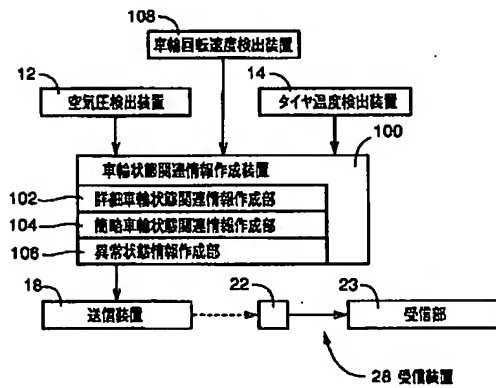 108
車輪回転速度検出装置
12
空気圧検出装置
14
タイヤ温度検出装置
100
車輪状態関連情報作成装置
102
詳細車輪状態関連情報作成部
104
簡略車輪状態関連情報作成部
106
異常状態情報作成部
18
送信装置
22
23
受信部
28 受信装置